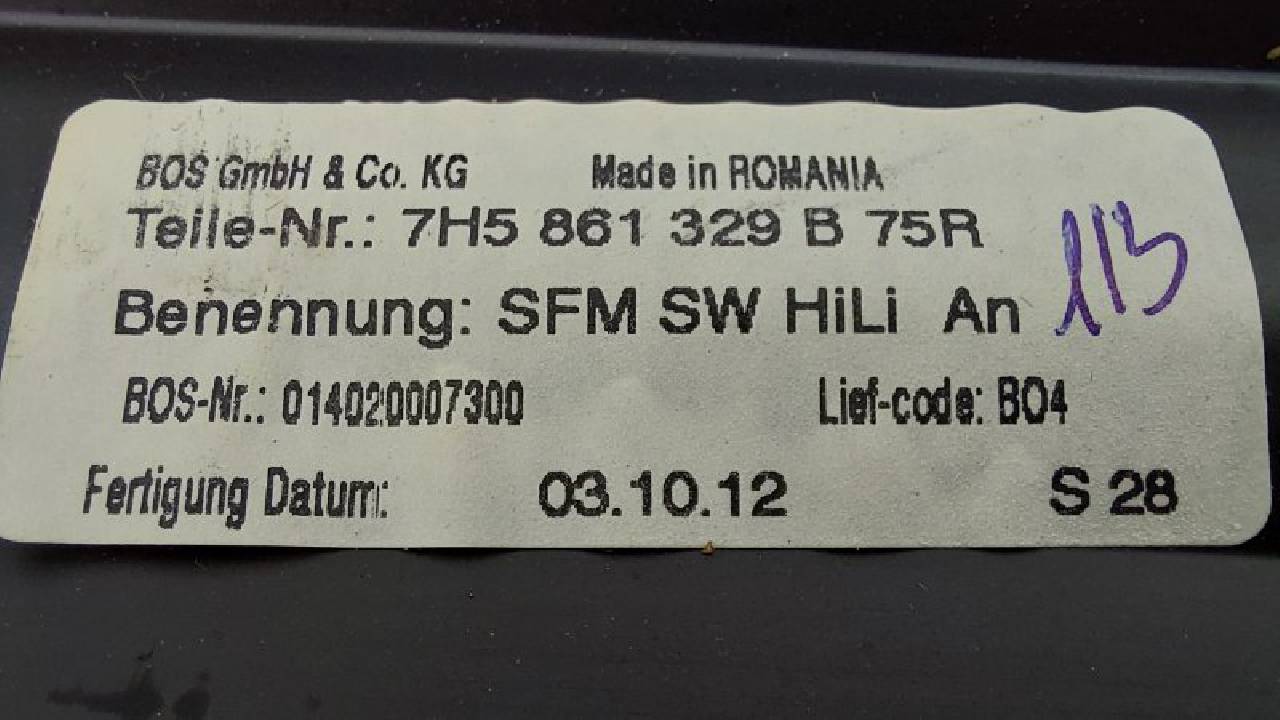 BOS GmbH & Co. KG Made in ROMANIA
Teile-Nr.: 7H5 861 329 B 75R
Benennung: SFM SW HiLi An
BOS-Nr.: 014020007300 Lief-code: BO4
Fertigung Datum: 03.10.12 S 28